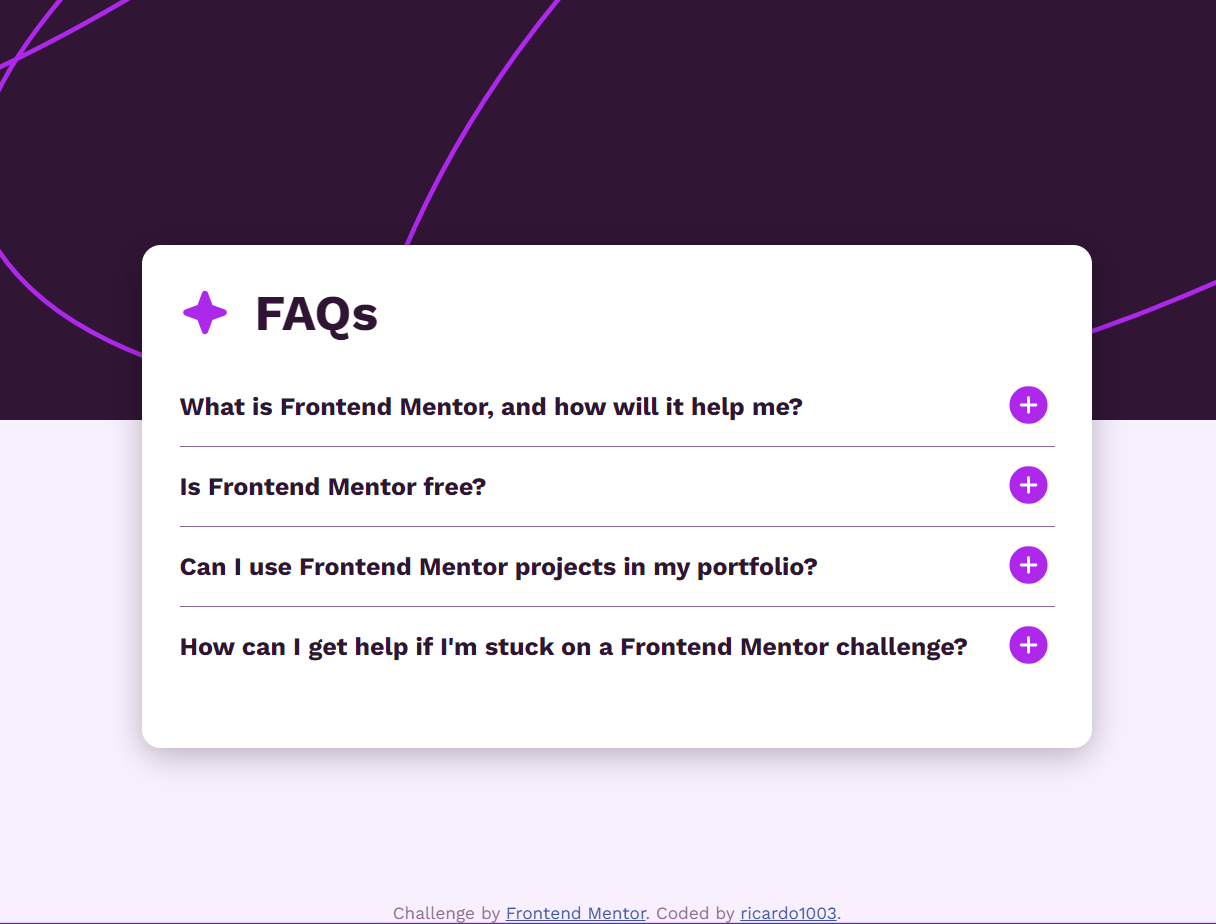 FAQs
What is Frontend Mentor, and how will it help me?
Is Frontend Mentor free?
Can I use Frontend Mentor projects in my portfolio?
How can I get help if I'm stuck on a Frontend Mentor challenge?
Challenge by Frontend Mentor. Coded by ricardo1003.